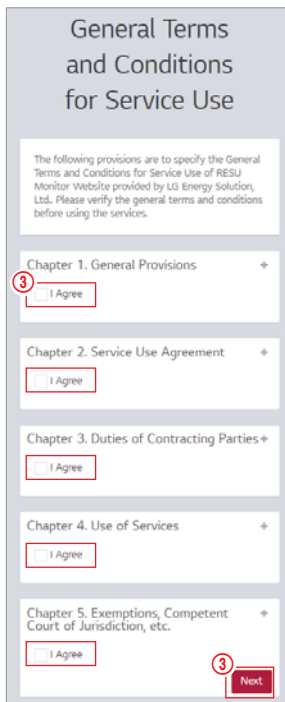 General Terms
and Conditions
for Service Use
The following provisions are to specify the General
Terms and Conditions for Service Use of RESU
Monitor Website provided by LG Energy Solution,
Ltd.. Please verify the general terms and conditions
before using the services.
Chapter 1. General Provisions +
③
I Agree
Chapter 2. Service Use Agreement +
I Agree
Chapter 3. Duties of Contracting Parties +
I Agree
Chapter 4. Use of Services +
I Agree
Chapter 5. Exemptions, Competent +
Court of Jurisdiction, etc.
I Agree
③
Next